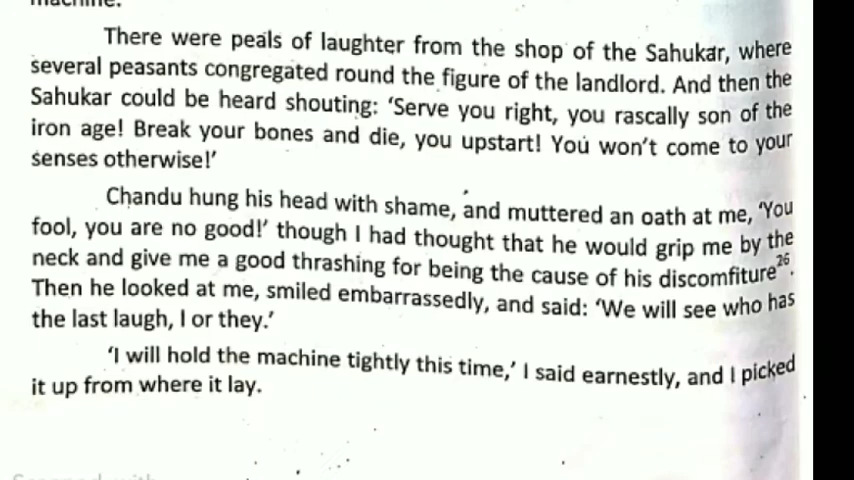 machine.
There were peals of laughter from the shop of the Sahukar, where
several peasants congregated round the figure of the landlord. And then the
Sahukar could be heard shouting: ‘Serve you right, you rascally son of the
iron age! Break your bones and die, you upstart! You won’t come to your
senses otherwise!’
Chandu hung his head with shame, and muttered an oath at me, ‘You
fool, you are no good!’ though I had thought that he would grip me by the
neck and give me a good thrashing for being the cause of his discomfiture26.
Then he looked at me, smiled embarrassedly, and said: ‘We will see who has
the last laugh, I or they.’
‘I will hold the machine tightly this time,’ I said earnestly, and I picked
it up from where it lay.